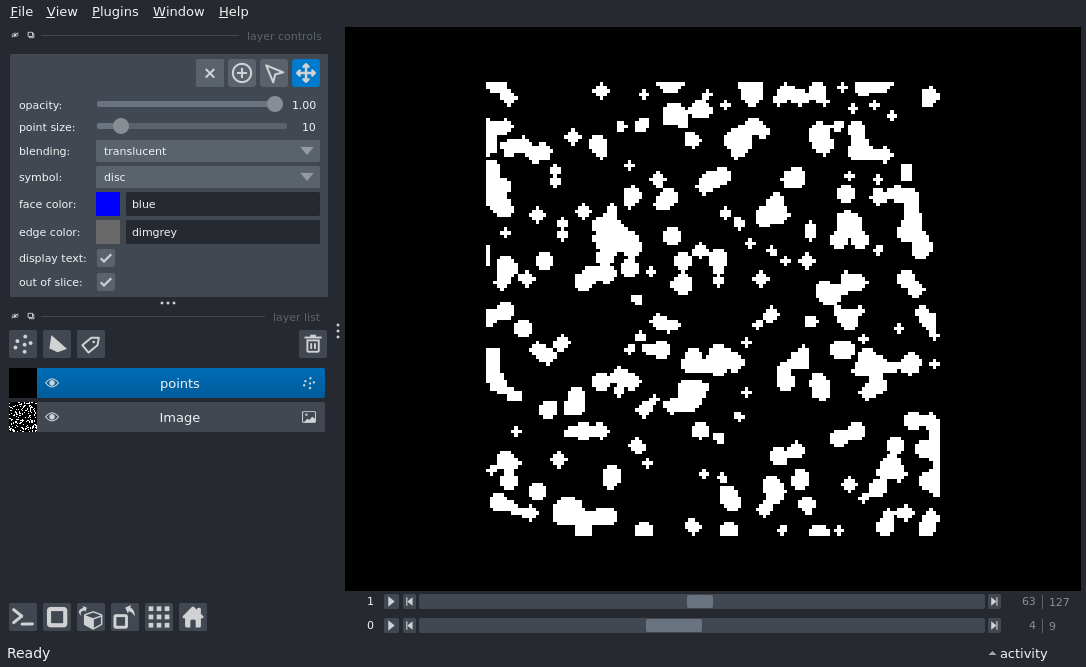 File View Plugins Window Help
layer controls
opacity: 1.00
point size: 10
blending: translucent
symbol: disc
face color: blue
edge color: dimgrey
display text:
out of slice:
layer list
points
Image
1 63 | 127
0 4 | 9
Ready activity